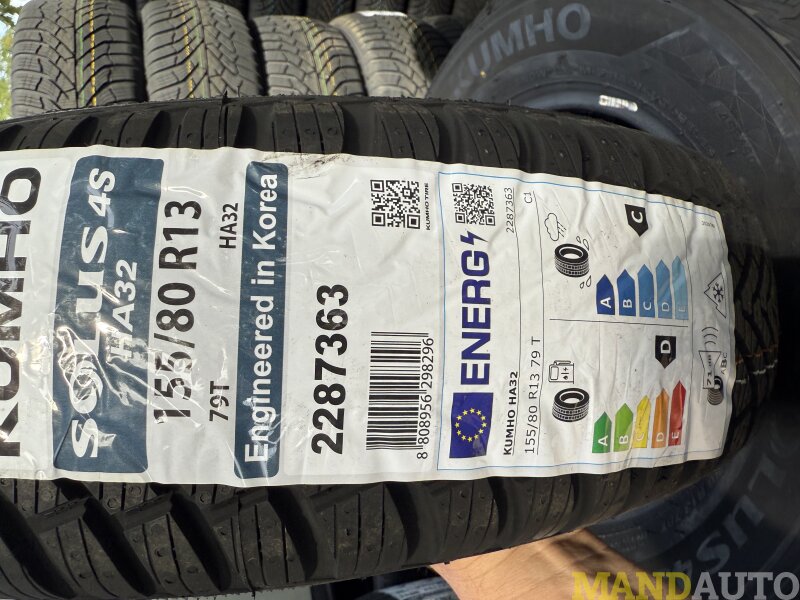 KUMHO
KUMHO
SOLUS 4S
HA32
155/80 R13
79T
HA32
Engineered in Korea
2287363
8 808956 298296
KUMHO TIRE
ENERG
2287363
C1
KUMHO HA32
155/80 R13 79 T
C
A
B
C
D
E
D
A
B
C
D
E
MANDAUTO